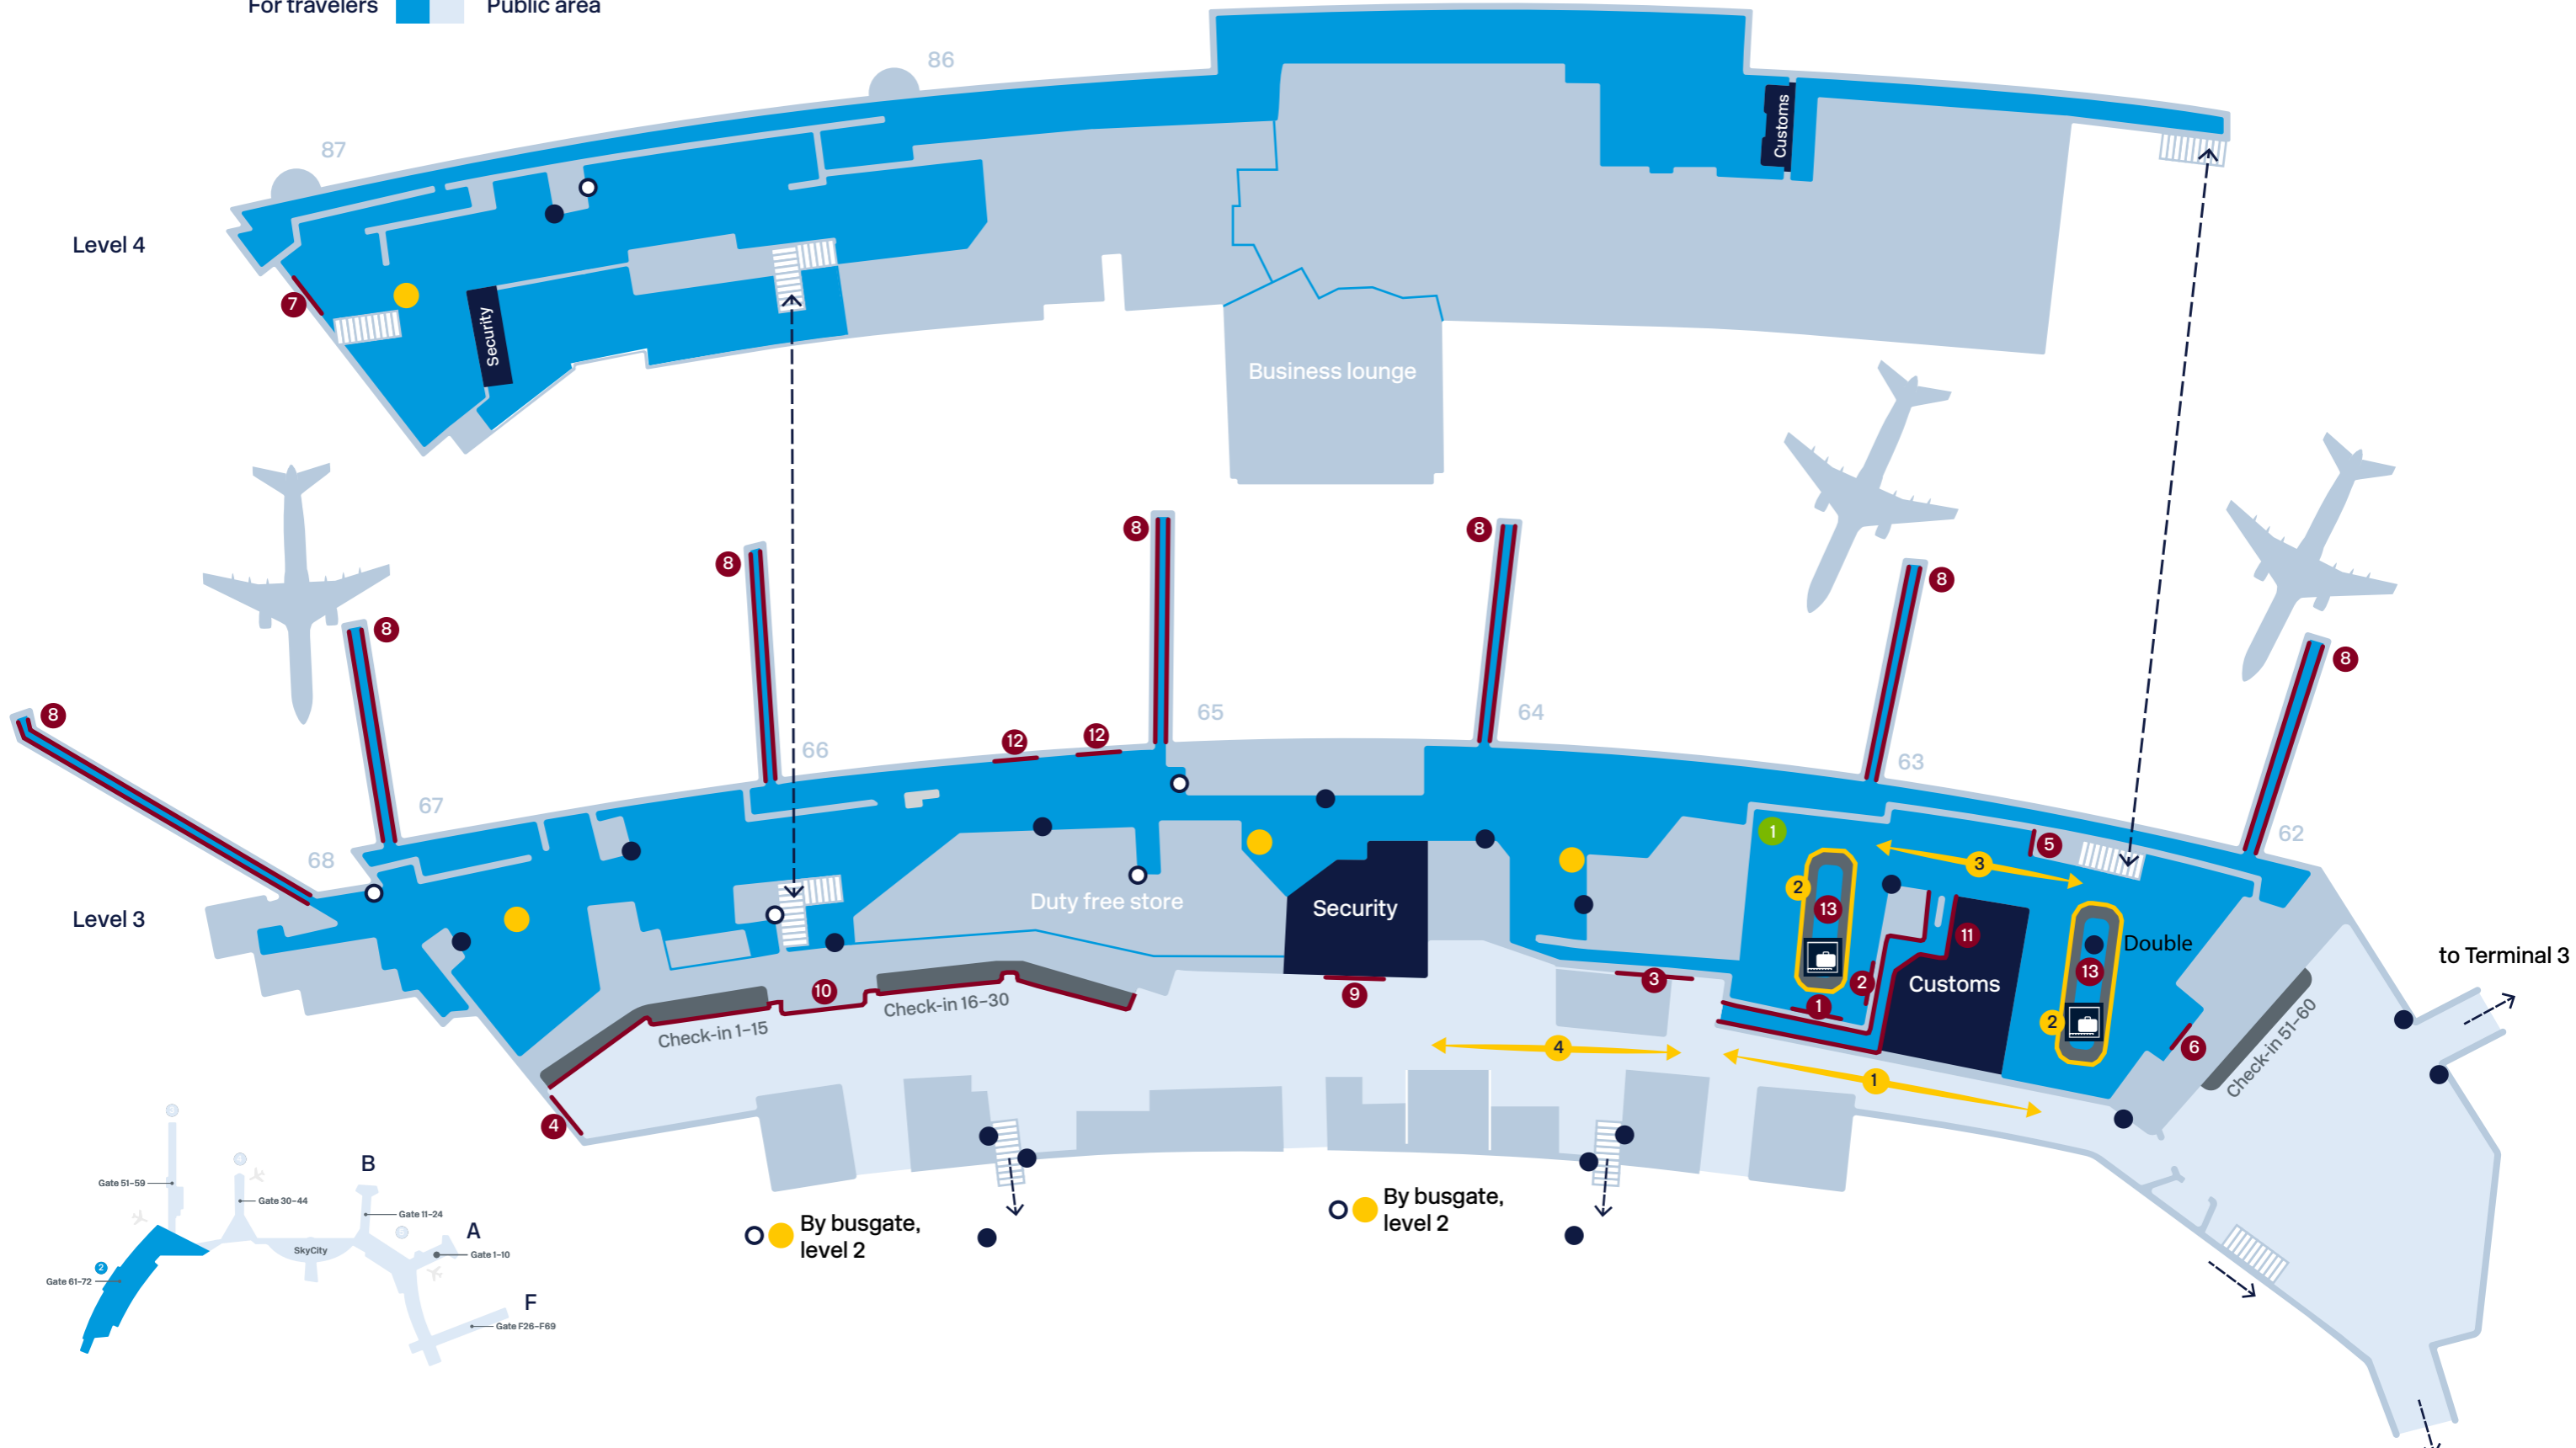 For travelers
Public area
86
87
Customs
Level 4
7
Security
Business lounge
8
8
8
8
8
8
8
65
64
12
12
66
63
67
62
68
1
5
3
2
13
Duty free store
Security
11
Level 3
Double
to Terminal 3
13
3
2
Customs
10
9
1
2
Check-in 16–30
Check-in 1–15
6
4
1
Check-in 51–60
4
By busgate,
level 2
By busgate,
level 2
3
4
B
Gate 51–59
Gate 30–44
Gate 11–24
5
A
SkyCity
Gate 1–10
2
Gate 61–72
F
Gate F26–F69